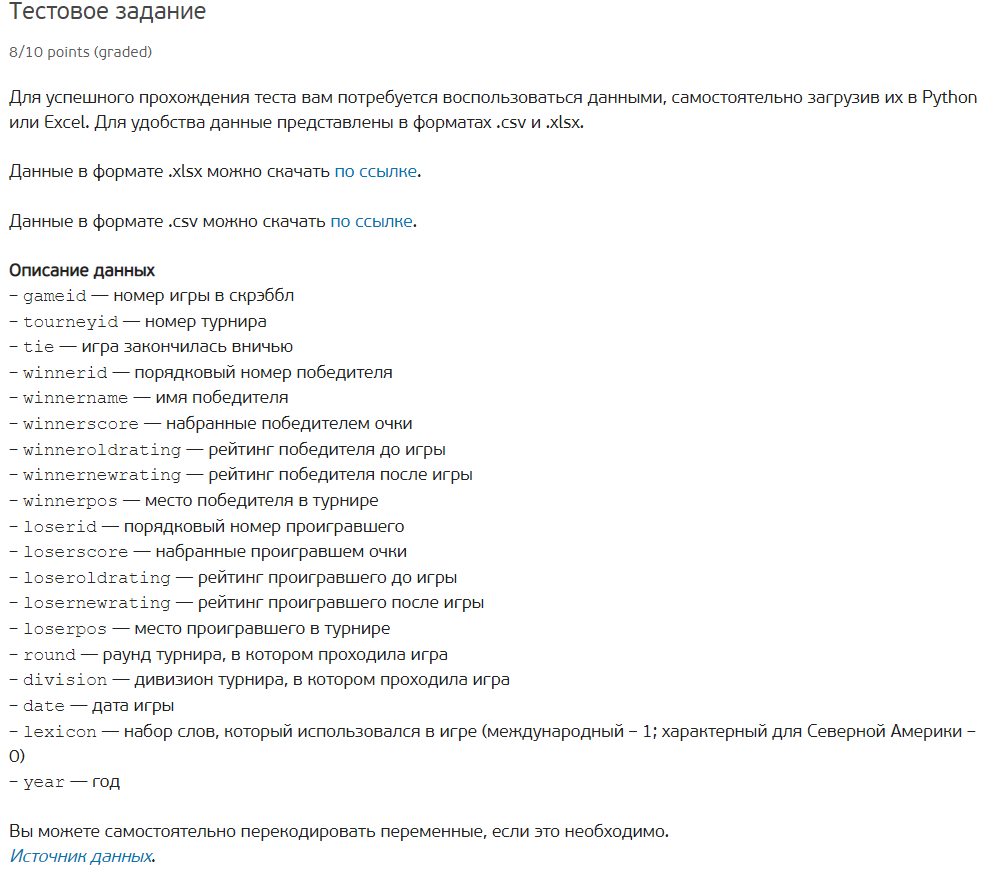 Тестовое задание
8/10 points (graded)
Для успешного прохождения теста вам потребуется воспользоваться данными, самостоятельно загрузив их в Python
или Excel. Для удобства данные представлены в форматах .csv и .xlsx.
Данные в формате .xlsx можно скачать по ссылке.
Данные в формате .csv можно скачать по ссылке.
Описание данных
– gameid — номер игры в скрэббл
– tourneyid — номер турнира
– tie — игра закончилась вничью
– winnerid — порядковый номер победителя
– winnername — имя победителя
– winnerscore — набранные победителем очки
– winneroldrating — рейтинг победителя до игры
– winnernewrating — рейтинг победителя после игры
– winnerpos — место победителя в турнире
– loserid — порядковый номер проигравшего
– loserscore — набранные проигравшем очки
– loseroldrating — рейтинг проигравшего до игры
– losernewrating — рейтинг проигравшего после игры
– loserpos — место проигравшего в турнире
– round — раунд турнира, в котором проходила игра
– division — дивизион турнира, в котором проходила игра
– date — дата игры
– lexicon — набор слов, который использовался в игре (международный – 1; характерный для Северной Америки –
0)
– year — год
Вы можете самостоятельно перекодировать переменные, если это необходимо.
Источник данных.